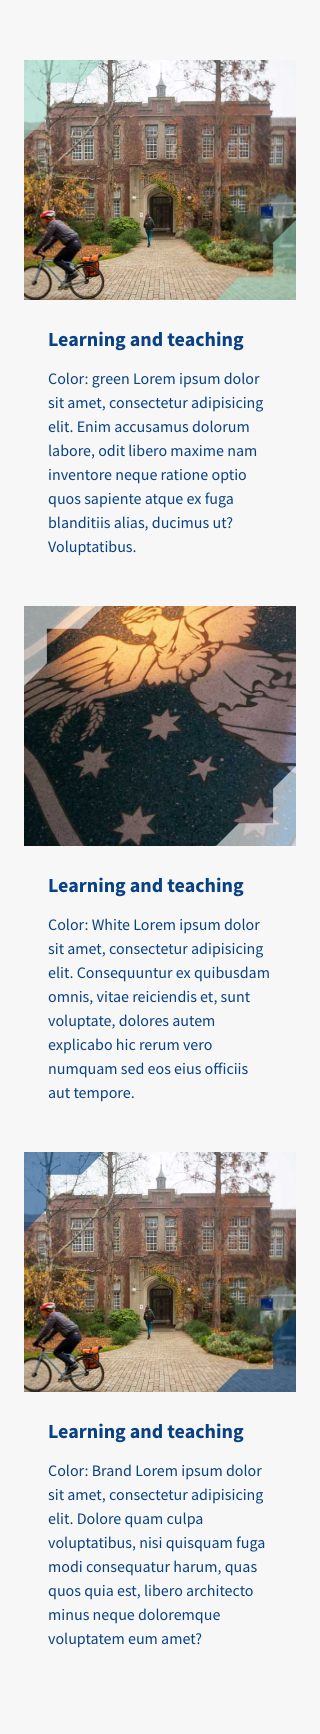 Learning and teaching
Color: green Lorem ipsum dolor
sit amet, consectetur adipisicing
elit. Enim accusamus dolorum
labore, odit libero maxime nam
inventore neque ratione optio
quos sapiente atque ex fuga
blanditiis alias, ducimus ut?
Voluptatibus.
Learning and teaching
Color: White Lorem ipsum dolor
sit amet, consectetur adipisicing
elit. Consequuntur ex quibusdam
omnis, vitae reiciendis et, sunt
voluptate, dolores autem
explicabo hic rerum vero
numquam sed eos eius officiis
aut tempore.
Learning and teaching
Color: Brand Lorem ipsum dolor
sit amet, consectetur adipisicing
elit. Dolore quam culpa
voluptatibus, nisi quisquam fuga
modi consequatur harum, quas
quos quia est, libero architecto
minus neque doloremque
voluptatem eum amet?